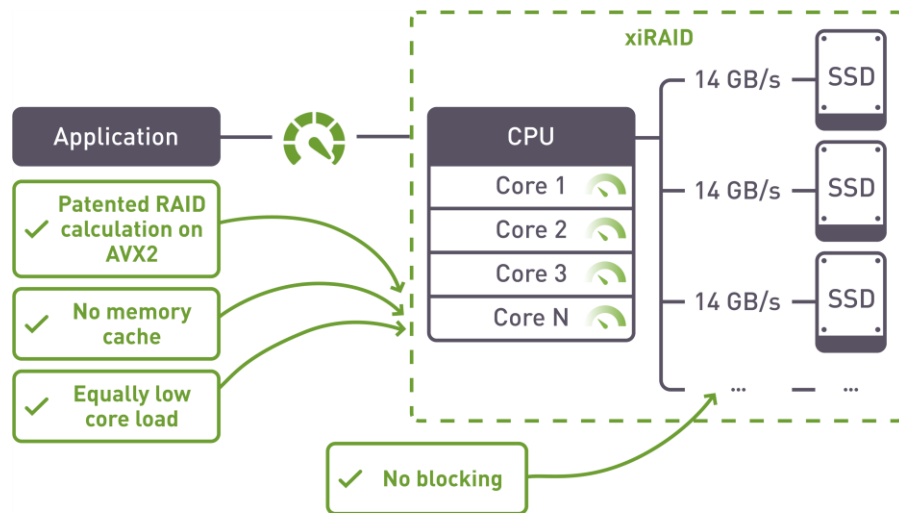 xiRAID
Application
CPU
Core 1
Core 2
Core 3
Core N
14 GB/s
SSD
14 GB/s
SSD
14 GB/s
SSD
... 
...
Patented RAID
calculation on
AVX2
No memory
cache
Equally low
core load
No blocking